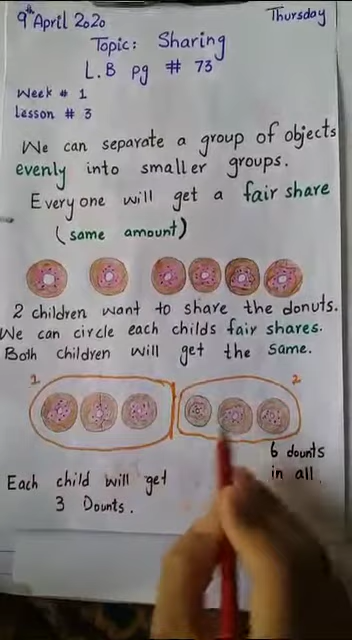 9th April 2020
Thursday
Topic: Sharing
L.B pg # 73
Week # 1
Lesson # 3
We can separate a group of objects
evenly into smaller groups.
Everyone will get a fair share
(same amount)
2 children want to share the donuts.
We can circle each childs fair shares.
Both children will get the same.
1
2
6 dounts
in all.
Each child will get
3 Dounts.